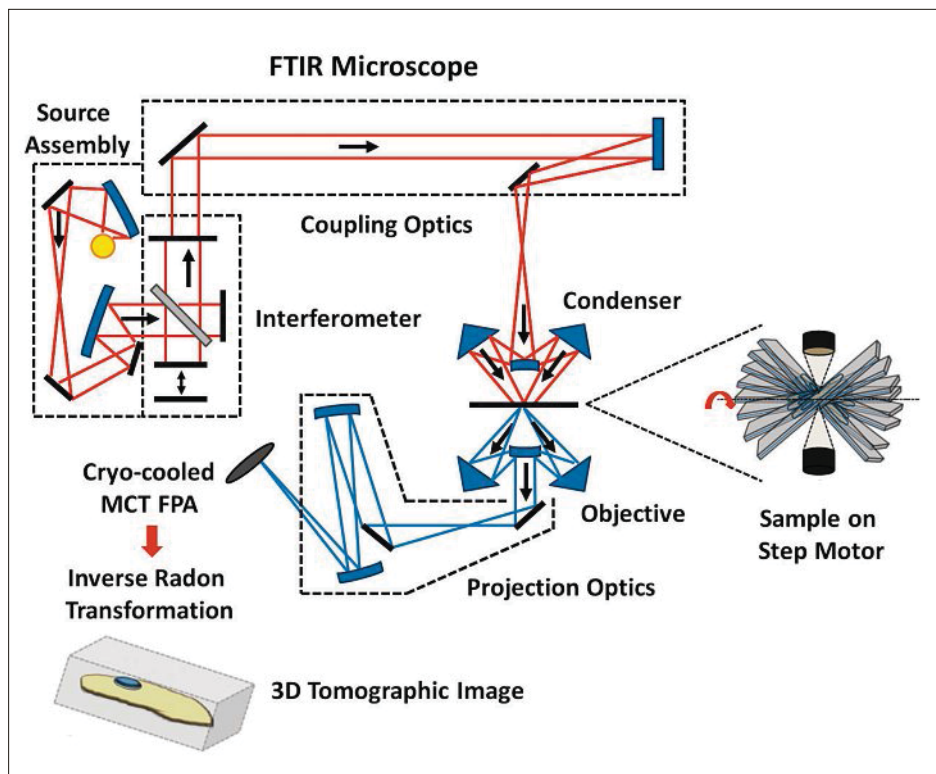 FTIR Microscope
Source
Assembly
Coupling Optics
Condenser
Interferometer
Cryo-cooled
MCT FPA
Objective
Sample on
Step Motor
Projection Optics
Inverse Radon
Transformation
3D Tomographic Image